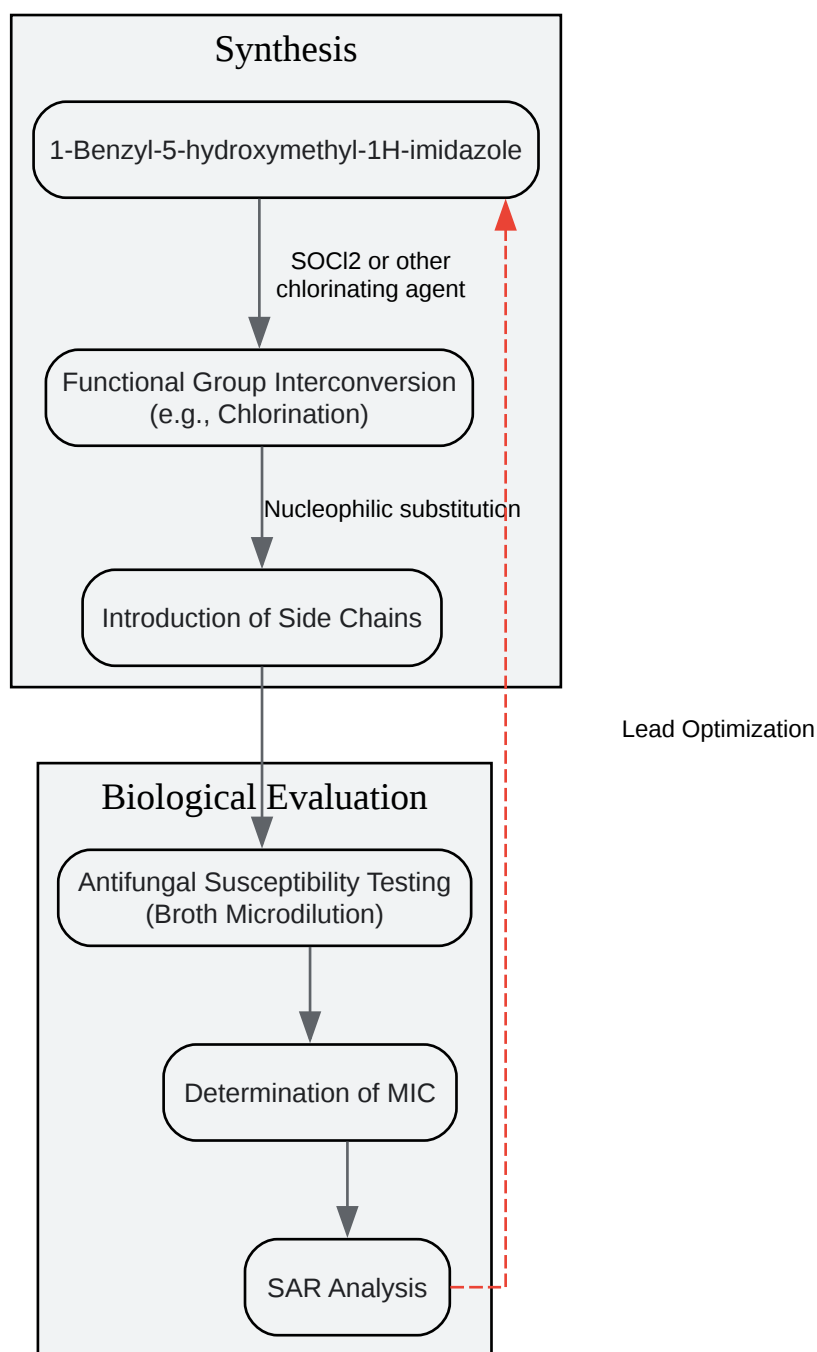 Synthesis
1-Benzyl-5-hydroxymethyl-1H-imidazole
SOCl2 or other
chlorinating agent
Functional Group Interconversion
(e.g., Chlorination)
Nucleophilic substitution
Introduction of Side Chains
Lead Optimization
Biological Evaluation
Antifungal Susceptibility Testing
(Broth Microdilution)
Determination of MIC
SAR Analysis